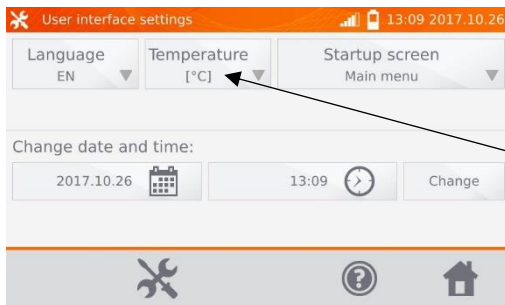 User interface settings 13:09 2017.10.26
Language Temperature Startup screen
EN [°C] Main menu
Change date and time:
2017.10.26 13:09 Change